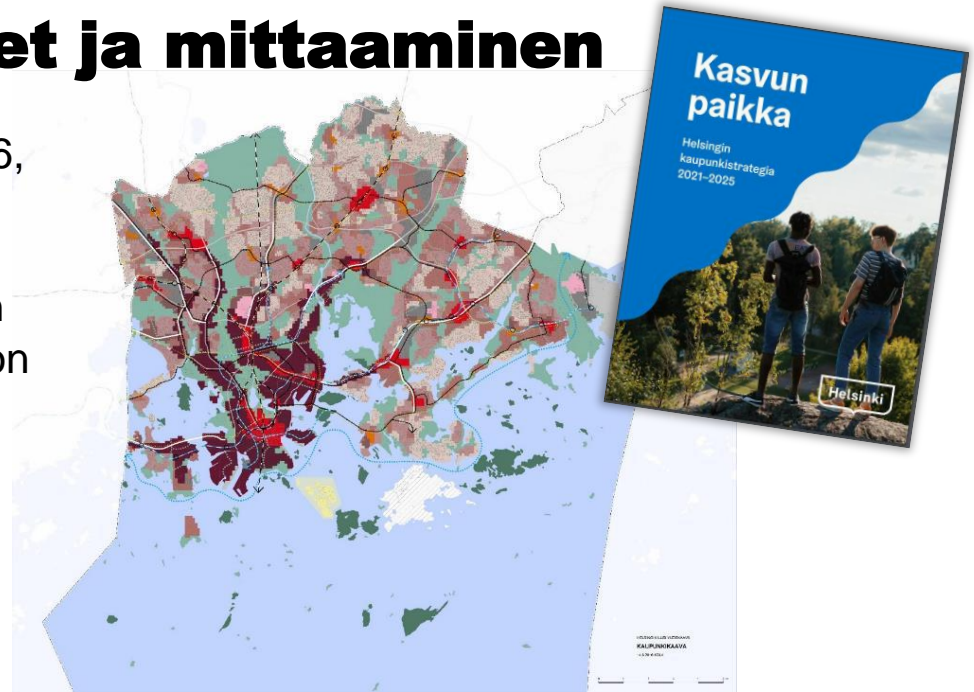 et ja mittaaminen
6,
n
on
Kasvun
paikka
Helsingin
kaupunkistrategia
2021–2025
Helsinki
KAUPUNKIKAAVA